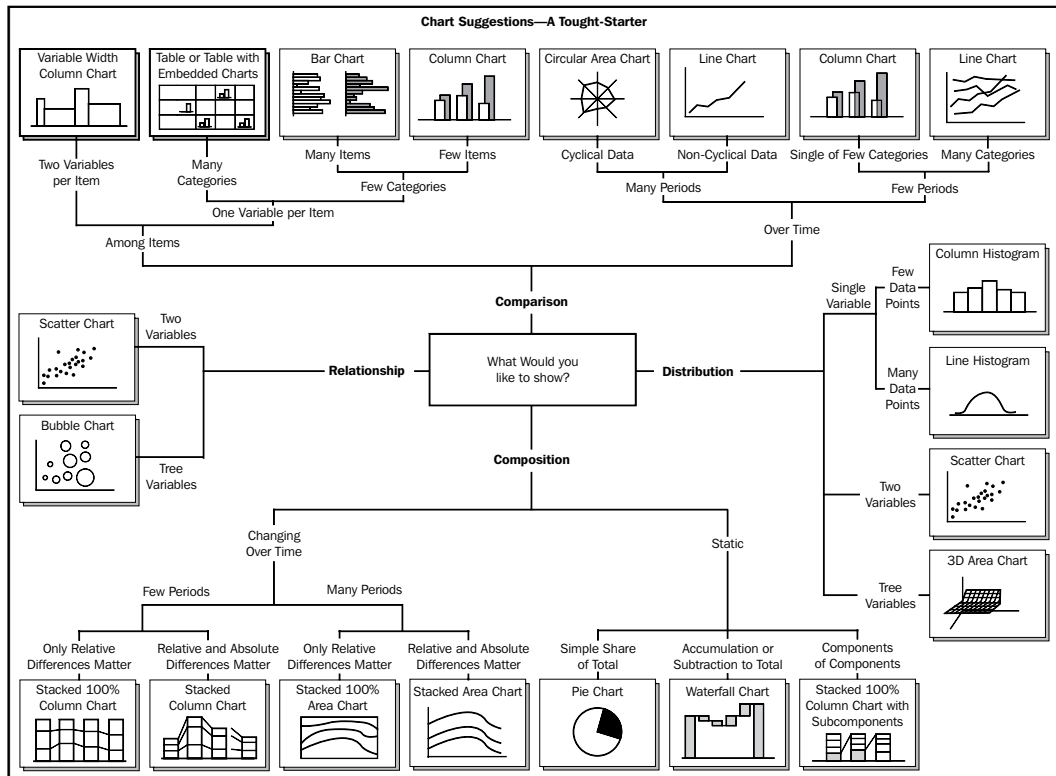 Chart Suggestions—A Tought-Starter
Variable Width
Column Chart
Table or Table with
Embedded Charts
Bar Chart
Column Chart
Circular Area Chart
Line Chart
Column Chart
Line Chart
Two Variables
per Item
Many
Categories
Many Items
Few Items
Cyclical Data
Non-Cyclical Data
Single of Few Categories
Many Categories
Few Categories
Many Periods
Few Periods
One Variable per Item
Among Items
Over Time
Comparison
Single
Variable
Few
Data
Points
Column Histogram
Scatter Chart
Two
Variables
Relationship
What Would you
like to show?
Distribution
Many
Data
Points
Line Histogram
Bubble Chart
Tree
Variables
Composition
Two
Variables
Scatter Chart
Changing
Over Time
Static
Tree
Variables
3D Area Chart
Few Periods
Many Periods
Only Relative
Differences Matter
Relative and Absolute
Differences Matter
Only Relative
Differences Matter
Relative and Absolute
Differences Matter
Simple Share
of Total
Accumulation or
Subtraction to Total
Components
of Components
Stacked 100%
Column Chart
Stacked
Column Chart
Stacked 100%
Area Chart
Stacked Area Chart
Pie Chart
Waterfall Chart
Stacked 100%
Column Chart with
Subcomponents